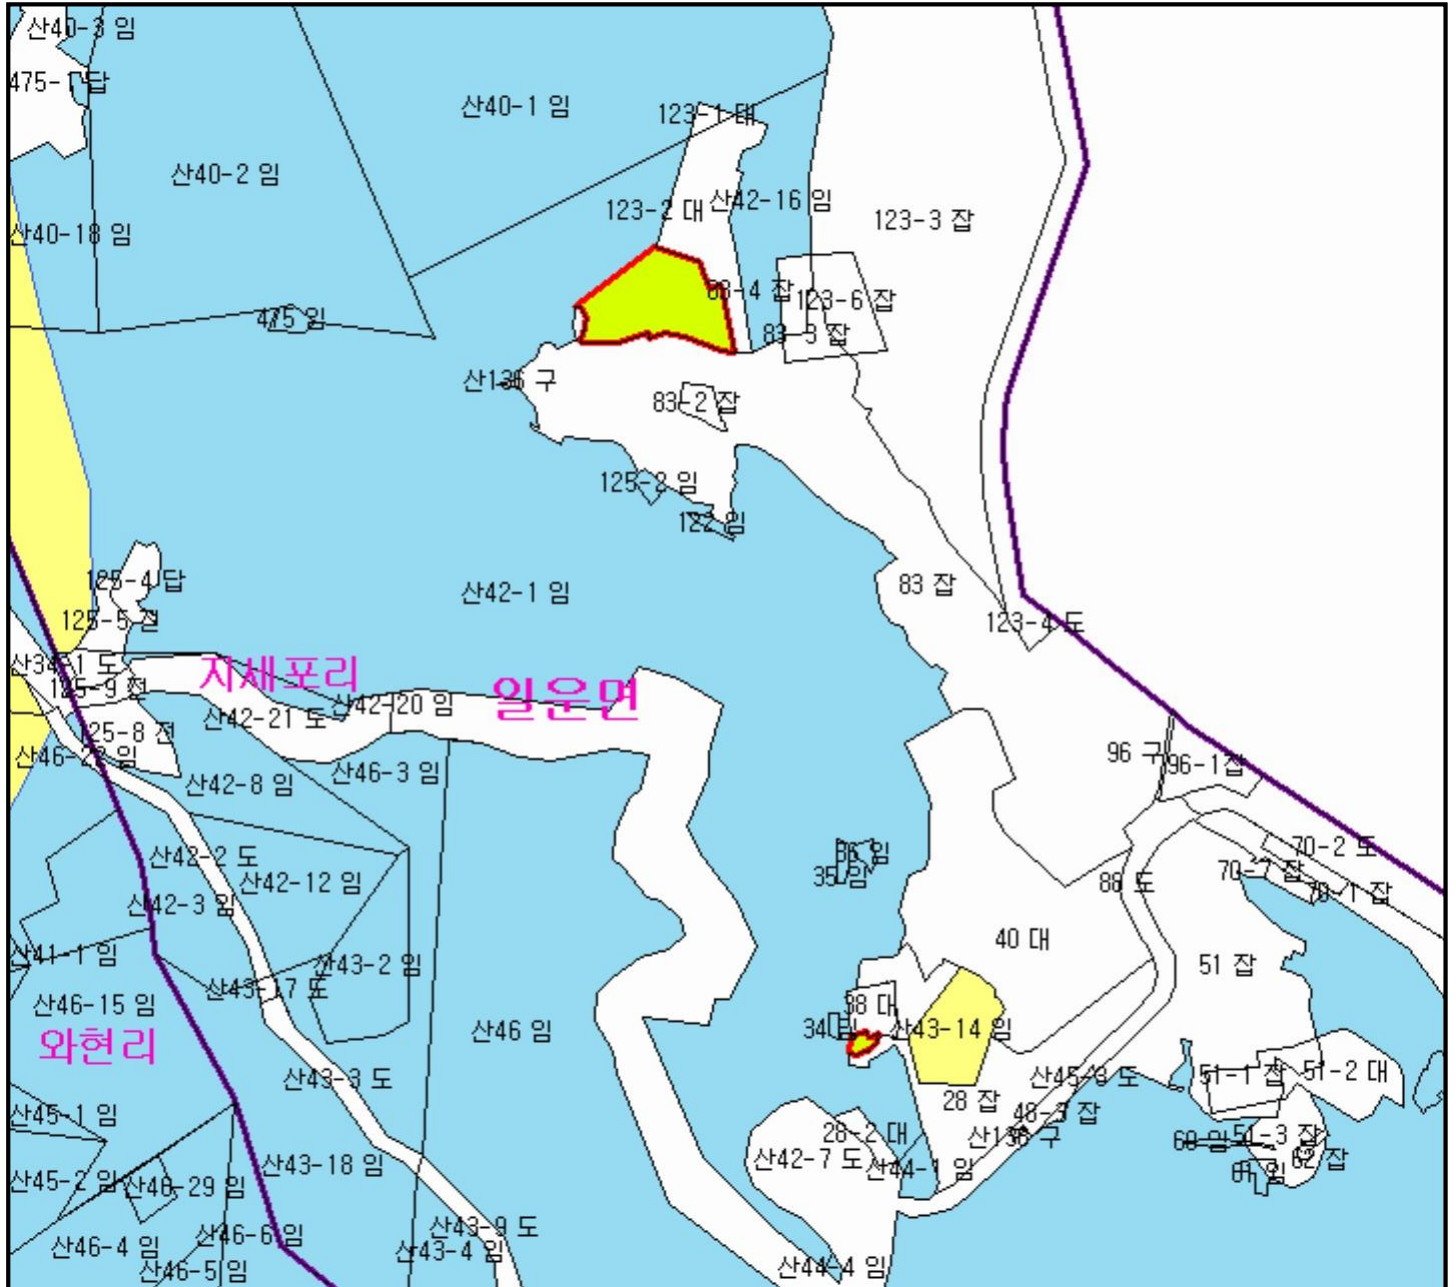 산40-3 임
475-1 답
산40-1 임
123-1 대
산40-2 임
산42-16 임
123-2 대
123-3 잡
산40-18 임
83-4 잡
123-6 잡
475 임
83-3 잡
산136 구
83-2 잡
125-2 임
122 임
125-4 답
83 잡
산42-1 임
125-5 전
123-4 도
산34-1 도
지세포리
125-9 전
일운면
산42-20 임
산42-21 도
125-8 전
96 구
산46-22 임
96-1잡
산46-3 임
산42-8 임
70-2 도
36 임
산42-2 도
70-7 잡
35 임
산42-12 임
88 도
70-1 잡
산42-3 임
40 대
산41-1 임
산43-2 임
51 잡
산43-17 도
산46-15 임
38 대
34 임
산43-14 임
산46 임
와현리
51-2 대
산43-3 도
산45-3 도
51-1 잡
28 잡
산45-1 임
48-3 잡
28-2 대
산136 구
51-3 잡
60 임
산42-7 도
62 잡
산43-18 임
산44-1 임
61 임
산45-2 임
산46-29 임
산43-9 도
산46-6 임
산46-4 임
산43-4 임
산46-5 임
산44-4 임